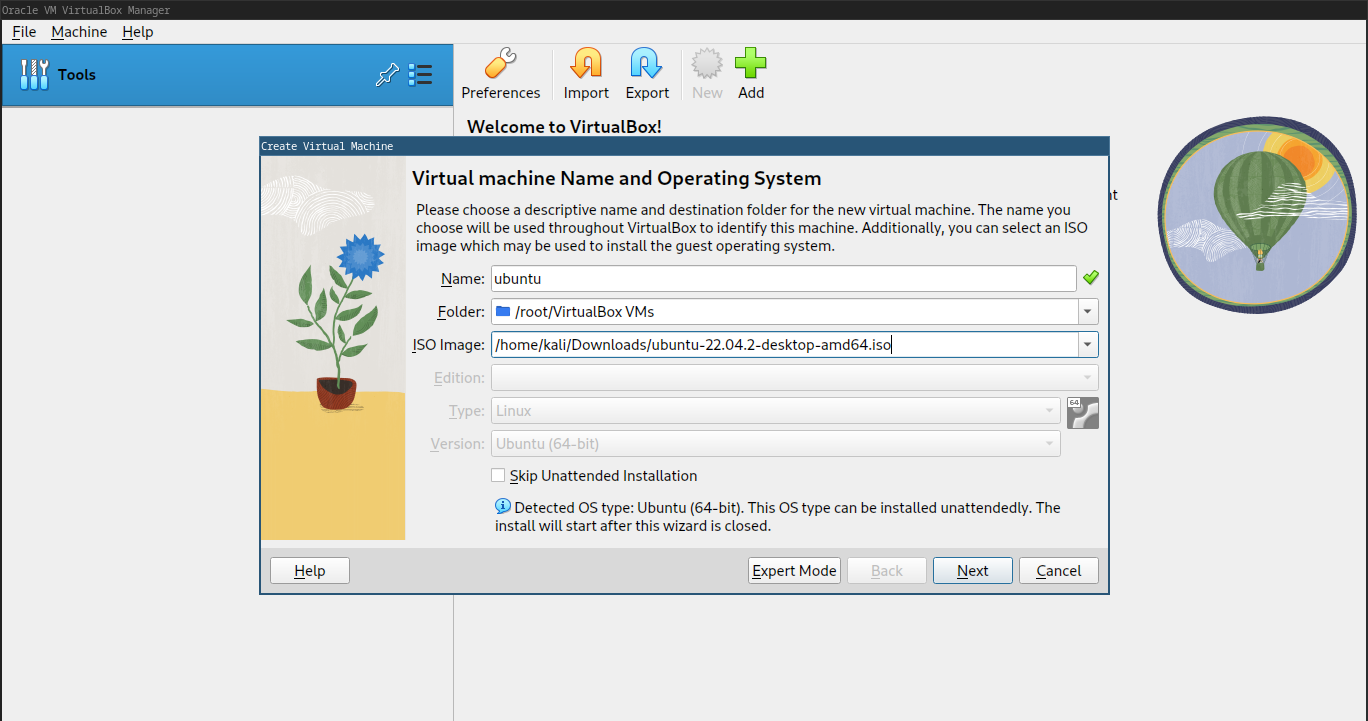 Oracle VM VirtualBox Manager
File Machine Help
Tools
Preferences Import Export New Add
Welcome to VirtualBox!
Create Virtual Machine
Virtual machine Name and Operating System
Please choose a descriptive name and destination folder for the new virtual machine. The name you
choose will be used throughout VirtualBox to identify this machine. Additionally, you can select an ISO
image which may be used to install the guest operating system.
Name: ubuntu
Folder: /root/VirtualBox VMs
ISO Image: /home/kali/Downloads/ubuntu-22.04.2-desktop-amd64.iso
Edition:
Type: Linux 64
Version: Ubuntu (64-bit)
Skip Unattended Installation
Detected OS type: Ubuntu (64-bit). This OS type can be installed unattendedly. The
install will start after this wizard is closed.
Help Expert Mode Back Next Cancel